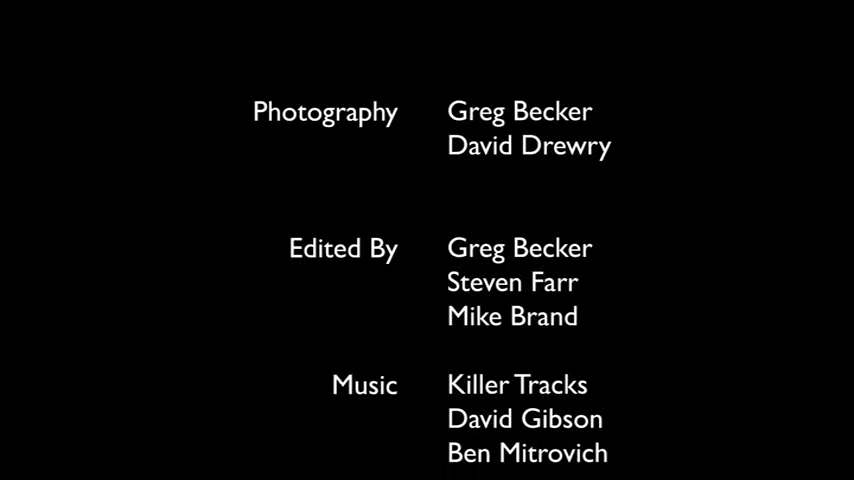 Photography Greg Becker
David Drewry
Edited By Greg Becker
Steven Farr
Mike Brand
Music Killer Tracks
David Gibson
Ben Mitrovich